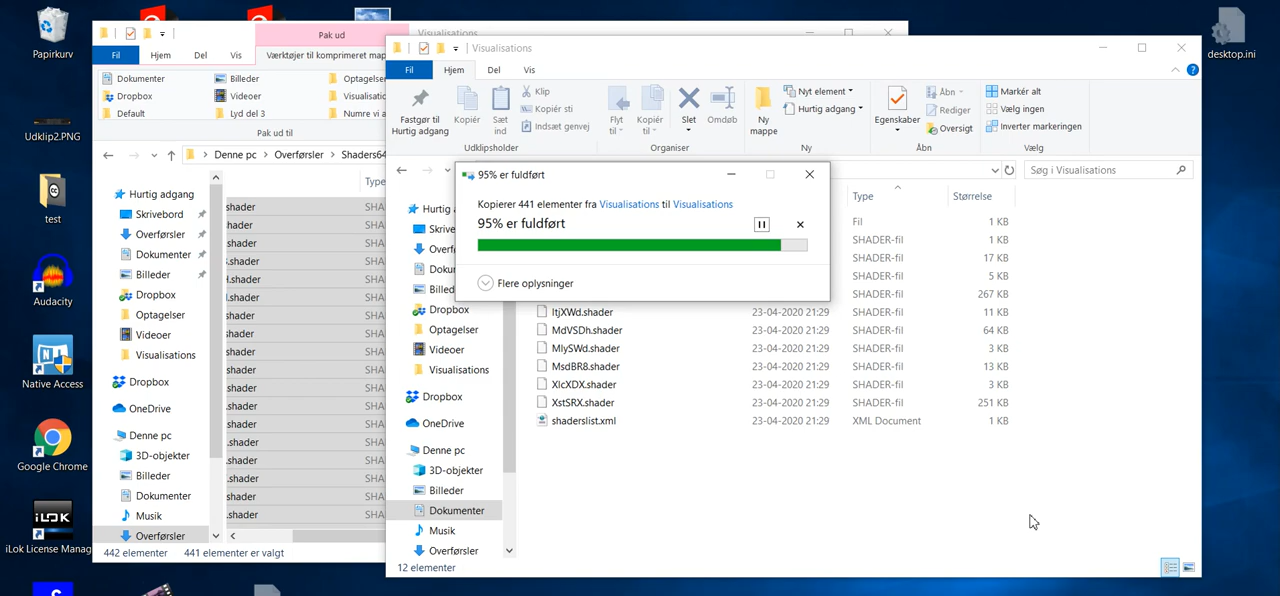 Papirkurv
Udklip2.PNG
test
Audacity
Native Access
Google Chrome
iLOK
iLok License Manag
desktop.ini
Pak ud
Visualisations
Fil
Hjem
Del
Vis
Værktøjer til komprimeret map
Dokumenter
Billeder
Optagelser
Dropbox
Videoer
Visualisatio
Default
Lyd del 3
Numre vi a
Pak ud til
Denne pc
Overførsler
Shaders64
Type
Hurtig adgang
Skrivebord
Overførsler
Dokumenter
Billeder
Dropbox
Optagelser
Videoer
Visualisations
Dropbox
OneDrive
Denne pc
3D-objekter
Billeder
Dokumenter
Musik
Overførsler
shader
SHA
shader
SHA
.shader
SHA
.shader
SHA
.shader
SHA
.shader
SHA
.shader
SHA
.shader
SHA
.shader
SHA
.shader
SHA
.shader
SHA
.shader
SHA
.shader
SHA
.shader
SHA
.shader
SHA
.shader
SHA
.shader
SHA
.shader
SHA
442 elementer
441 elementer er valgt
Visualisations
Fil
Hjem
Del
Vis
Fastgør til
Hurtig adgang
Kopiér
Sæt
ind
Klip
Kopiér sti
Indsæt genvej
Udklipsholder
Flyt
til
Kopiér
til
Slet
Omdøb
Organiser
Ny
mappe
Nyt element
Hurtig adgang
Ny
Egenskaber
Åbn
Rediger
Oversigt
Åbn
Markér alt
Vælg ingen
Inverter markeringen
Vælg
Søg i Visualisations
95% er fuldført
Kopierer 441 elementer fra Visualisations til Visualisations
95% er fuldført
Flere oplysninger
Hurtig
Skrive
Overf
Dokur
Billed
Dropbox
Optagelser
Videoer
Visualisations
Dropbox
OneDrive
Denne pc
3D-objekter
Billeder
Dokumenter
Musik
Overførsler
Type
Størrelse
Fil
1 KB
SHADER-fil
1 KB
SHADER-fil
17 KB
SHADER-fil
5 KB
SHADER-fil
267 KB
ltjXWd.shader
23-04-2020 21:29
SHADER-fil
11 KB
MdVSDh.shader
23-04-2020 21:29
SHADER-fil
64 KB
MlySWd.shader
23-04-2020 21:29
SHADER-fil
3 KB
MsdBR8.shader
23-04-2020 21:29
SHADER-fil
13 KB
XlcXDX.shader
23-04-2020 21:29
SHADER-fil
3 KB
XstSRX.shader
23-04-2020 21:29
SHADER-fil
251 KB
shaderslist.xml
23-04-2020 21:29
XML Document
1 KB
12 elementer